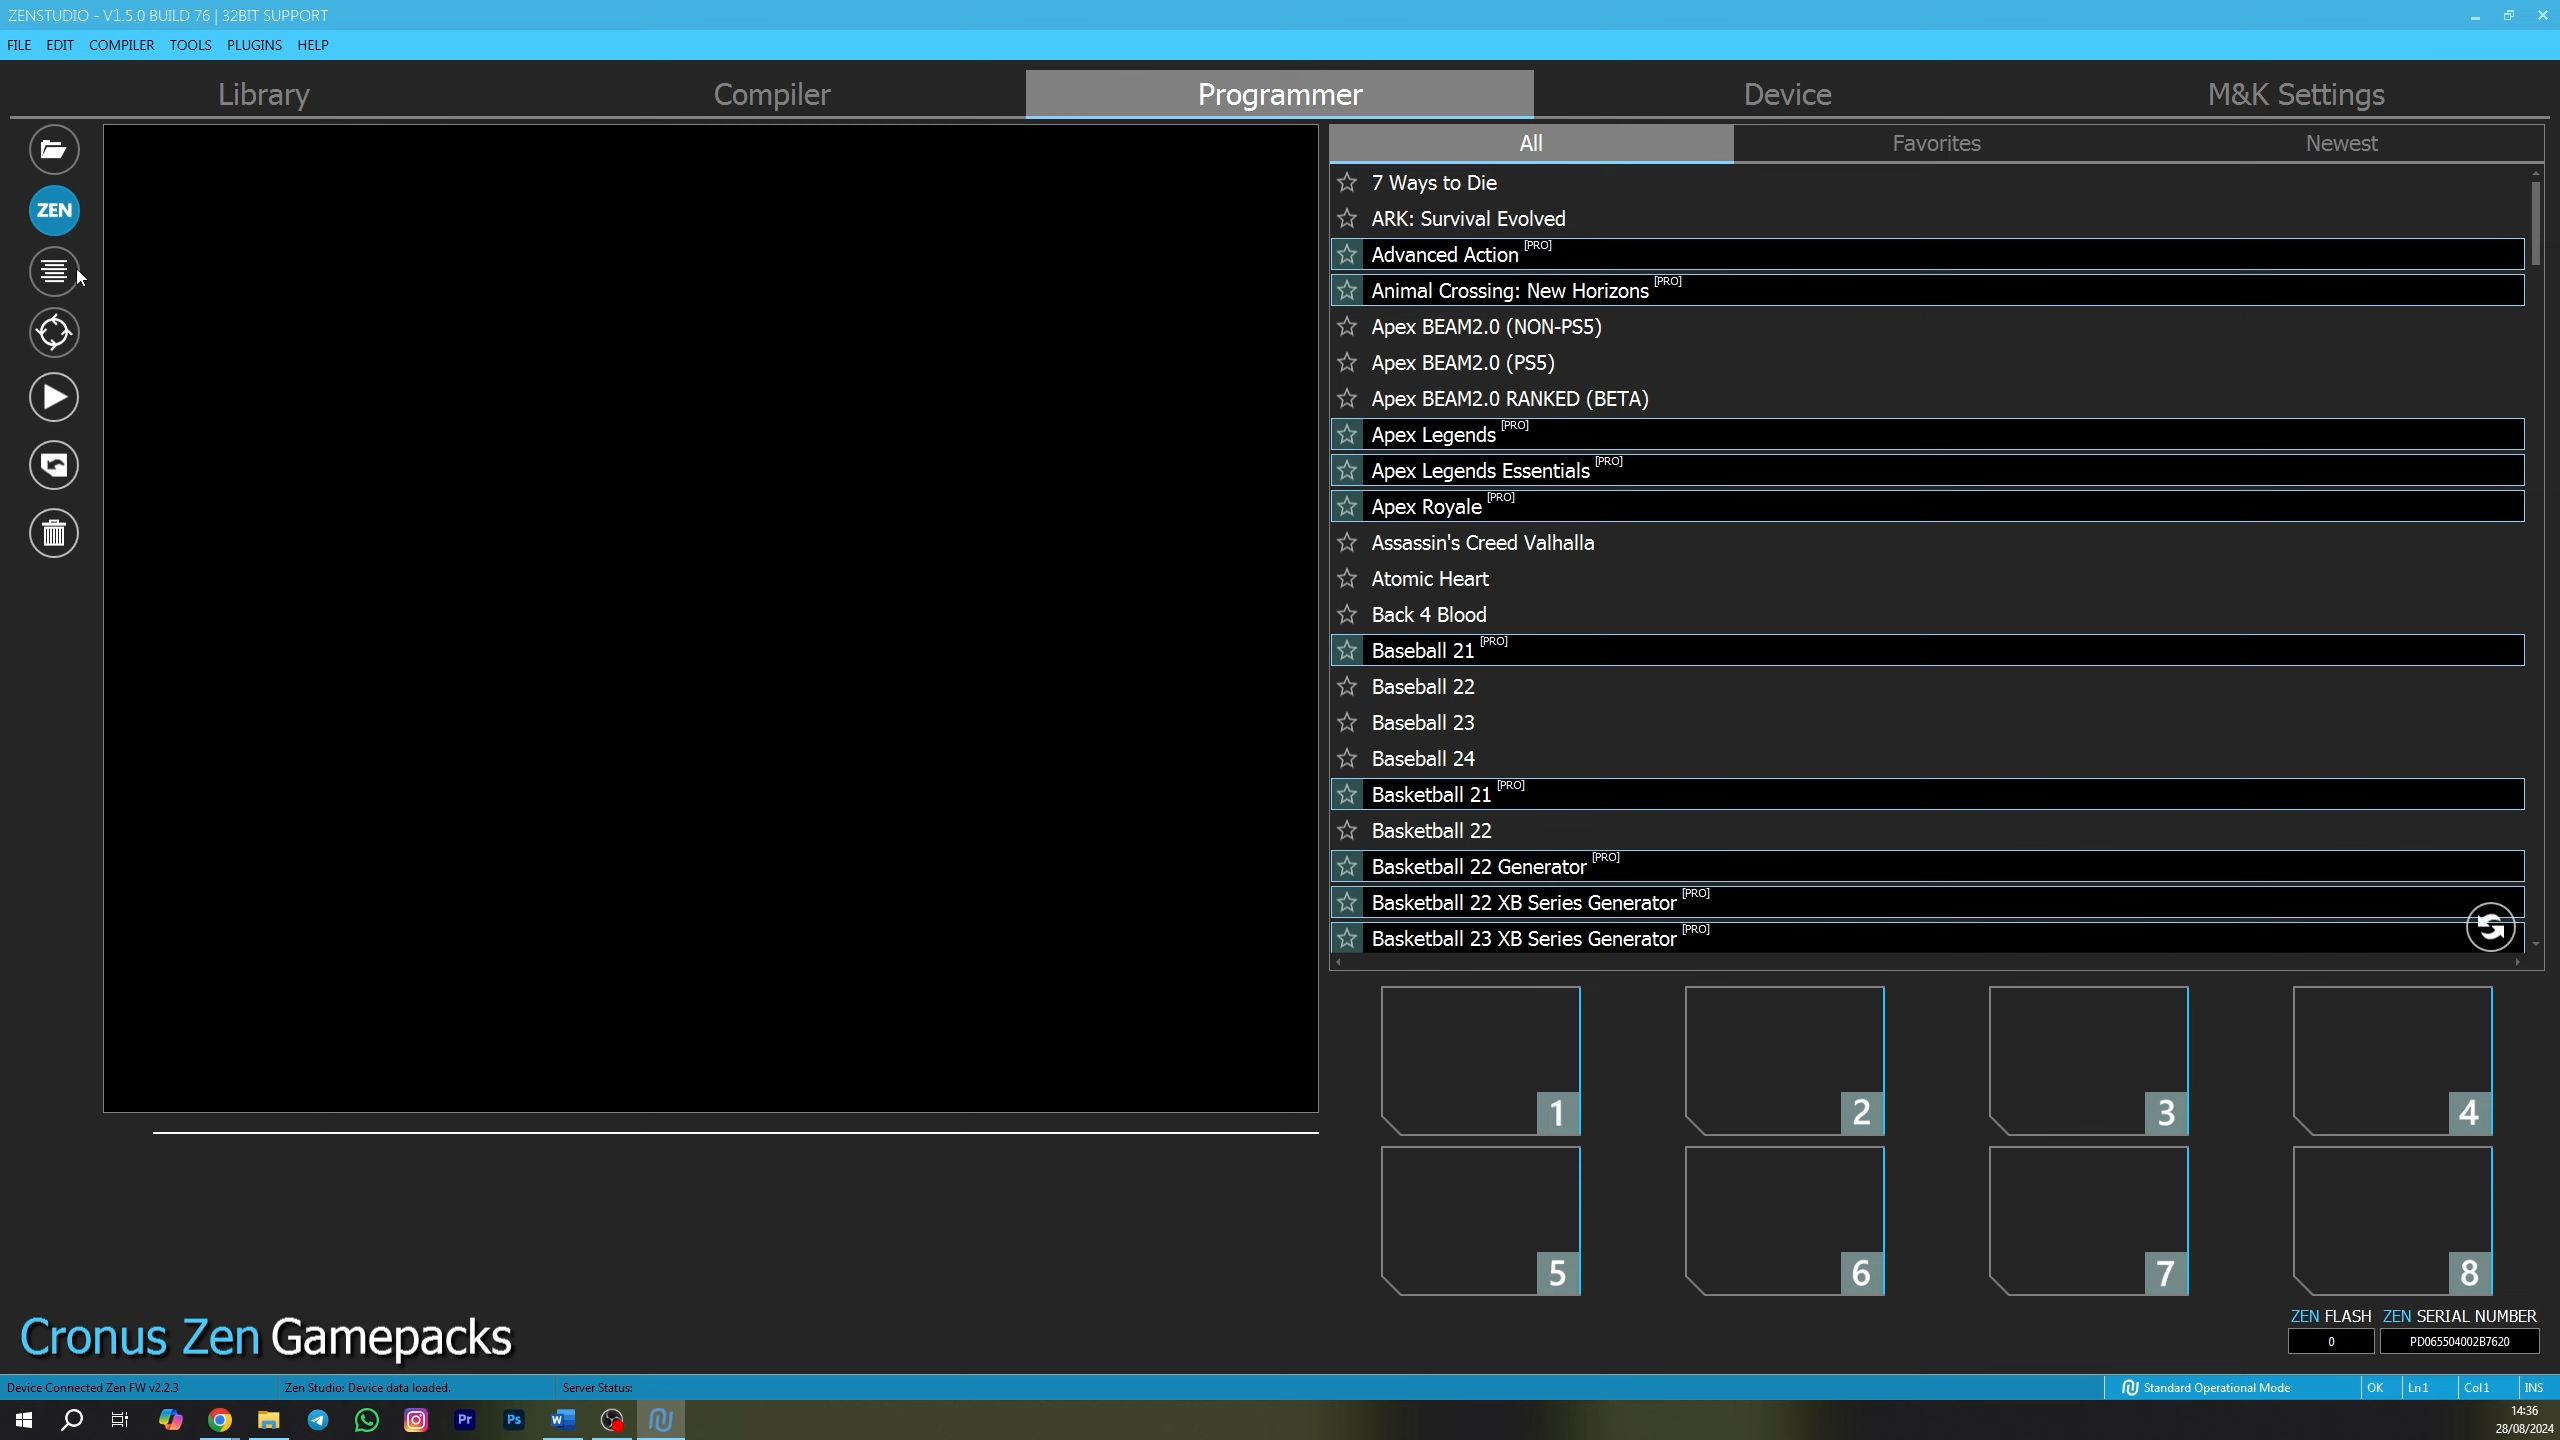 ZENSTUDIO - V1.5.0 BUILD 76 | 32BIT SUPPORT
FILE EDIT COMPILER TOOLS PLUGINS HELP
Library Compiler Programmer Device M&K Settings
All Favorites Newest
ZEN
7 Ways to Die
ARK: Survival Evolved
Advanced Action [PRO]
Animal Crossing: New Horizons [PRO]
Apex BEAM2.0 (NON-PS5)
Apex BEAM2.0 (PS5)
Apex BEAM2.0 RANKED (BETA)
Apex Legends [PRO]
Apex Legends Essentials [PRO]
Apex Royale [PRO]
Assassin's Creed Valhalla
Atomic Heart
Back 4 Blood
Baseball 21 [PRO]
Baseball 22
Baseball 23
Baseball 24
Basketball 21 [PRO]
Basketball 22
Basketball 22 Generator [PRO]
Basketball 22 XB Series Generator [PRO]
Basketball 23 XB Series Generator [PRO]
1 2 3 4
5 6 7 8
Cronus Zen Gamepacks
ZEN FLASH ZEN SERIAL NUMBER
0 PD065504002B7620
Device Connected Zen FW v2.2.3 Zen Studio: Device data loaded. Server Status: Standard Operational Mode OK Ln1 Col1 INS
Pr Ps W
14:36
28/08/2024